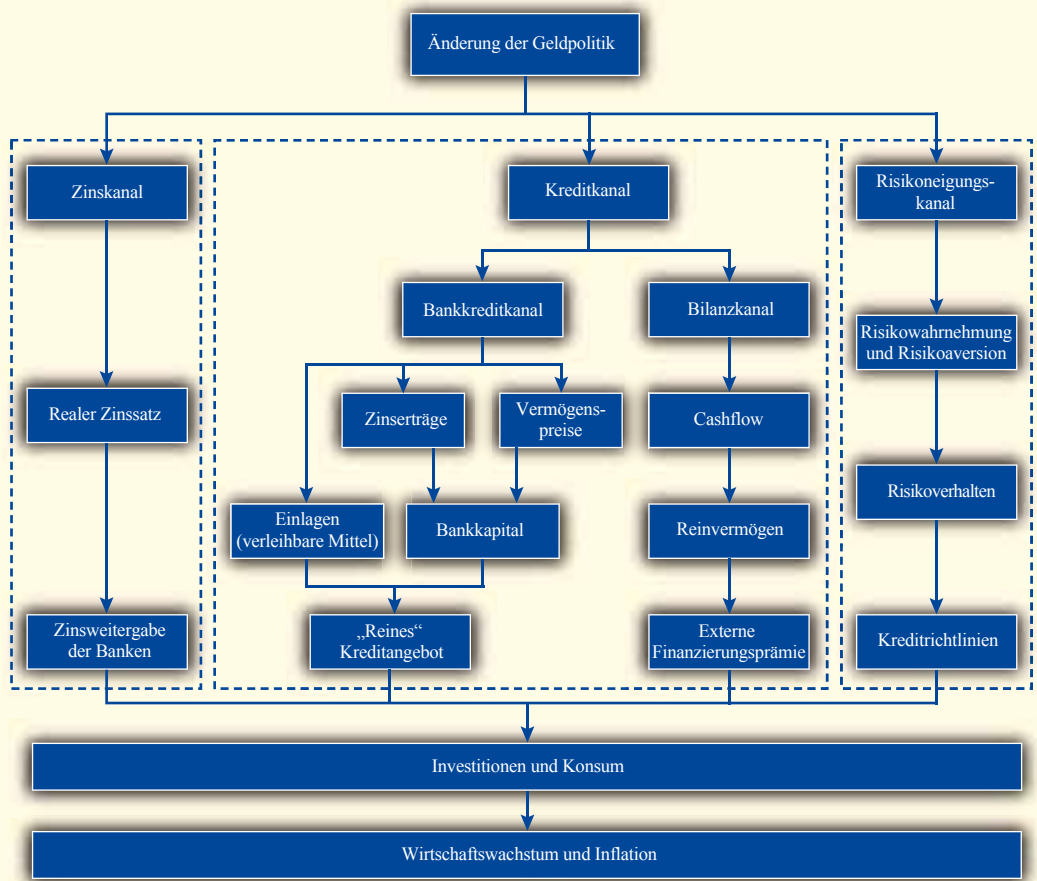 Änderung der Geldpolitik
Zinskanal
Kreditkanal
Risikoneigungs-
kanal
Bankkreditkanal
Bilanzkanal
Risikowahrnehmung
und Risikoaversion
Realer Zinssatz
Zinserträge
Vermögens-
preise
Cashflow
Risikoverhalten
Einlagen
(verleihbare Mittel)
Bankkapital
Reinvermögen
Zinsweitergabe
der Banken
„Reines“
Kreditangebot
Externe
Finanzierungsprämie
Kreditrichtlinien
Investitionen und Konsum
Wirtschaftswachstum und Inflation